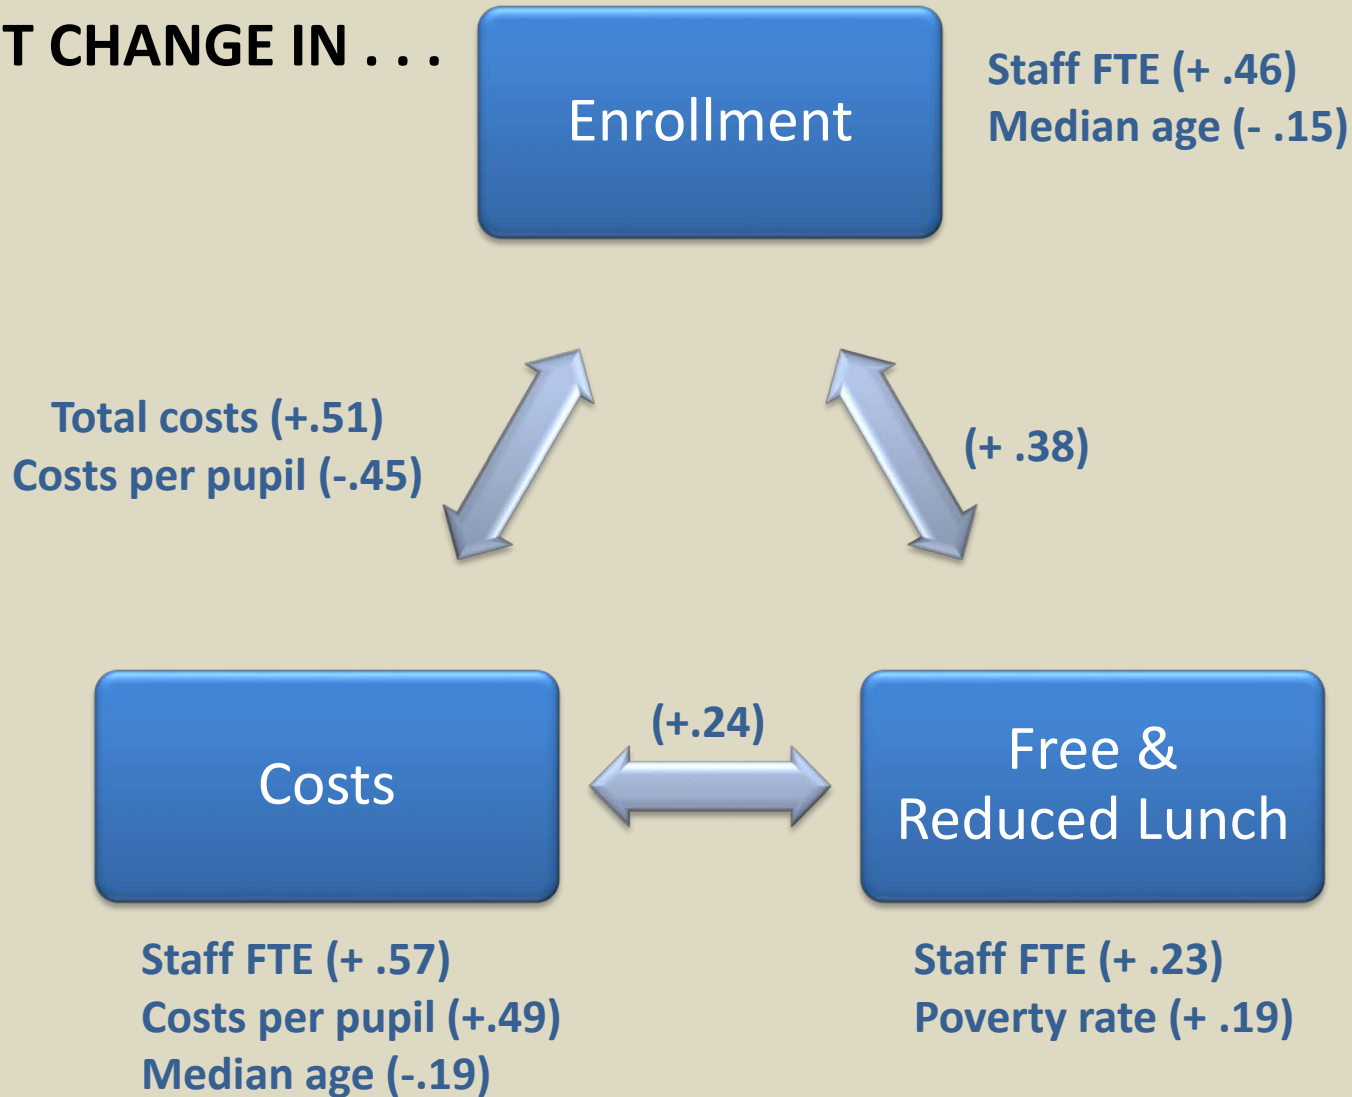 T CHANGE IN . . .
Enrollment
Staff FTE (+ .46)
Median age (- .15)
Total costs (+.51)
Costs per pupil (-.45)
(+ .38)
(+.24)
Costs
Free &
Reduced Lunch
Staff FTE (+ .57)
Costs per pupil (+.49)
Median age (-.19)
Staff FTE (+ .23)
Poverty rate (+ .19)